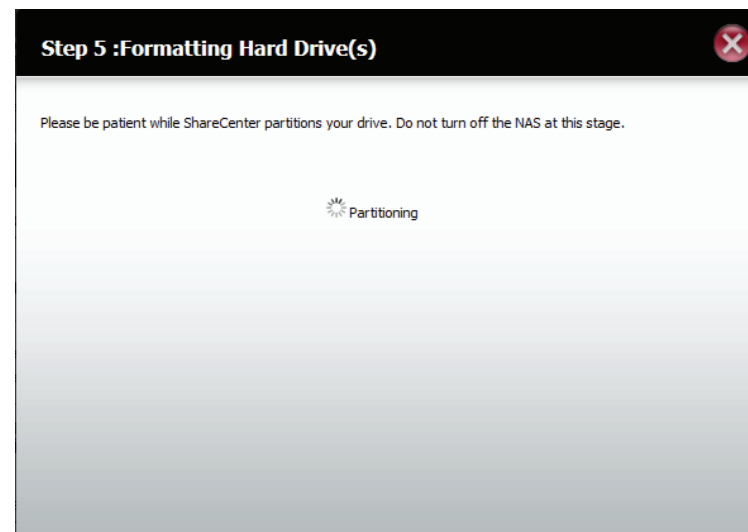 Step 5 :Formatting Hard Drive(s)
Please be patient while ShareCenter partitions your drive. Do not turn off the NAS at this stage.
Partitioning